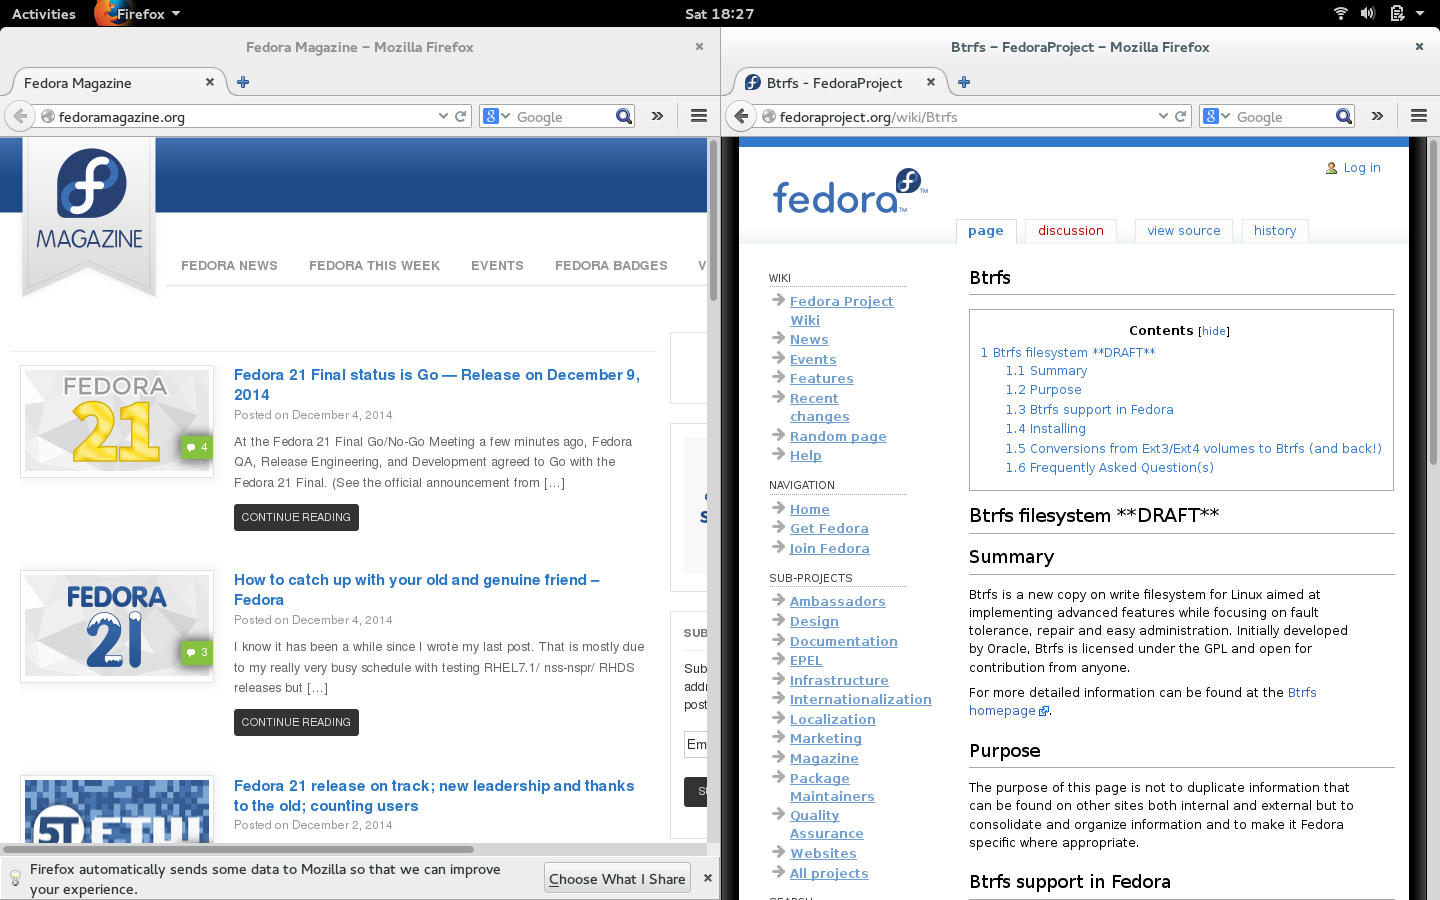 Activities Firefox Sat 18:27
Fedora Magazine – Mozilla Firefox
Fedora Magazine
fedoramagazine.org Google
MAGAZINE
FEDORA NEWS FEDORA THIS WEEK EVENTS FEDORA BADGES V
FEDORA
21
4
Fedora 21 Final status is Go — Release on December 9,
2014
Posted on December 4, 2014
At the Fedora 21 Final Go/No-Go Meeting a few minutes ago, Fedora
QA, Release Engineering, and Development agreed to Go with the
Fedora 21 Final. (See the official announcement from […]
CONTINUE READING
FEDORA
21
3
How to catch up with your old and genuine friend –
Fedora
Posted on December 4, 2014
I know it has been a while since I wrote my last post. That is mostly due
to my really very busy schedule with testing RHEL7.1/ nss-nspr/ RHDS
releases but […]
CONTINUE READING
5TFTW
Fedora 21 release on track; new leadership and thanks
to the old; counting users
Posted on December 2, 2014
SUB
Sub
addr
post
Em
Firefox automatically sends some data to Mozilla so that we can improve
your experience.
Choose What I Share
Btrfs – FedoraProject – Mozilla Firefox
Btrfs - FedoraProject
fedoraproject.org/wiki/Btrfs Google
Log in
fedora™
page discussion view source history
WIKI
Fedora Project
Wiki
News
Events
Features
Recent
changes
Random page
Help
NAVIGATION
Home
Get Fedora
Join Fedora
SUB-PROJECTS
Ambassadors
Design
Documentation
EPEL
Infrastructure
Internationalization
Localization
Marketing
Magazine
Package
Maintainers
Quality
Assurance
Websites
All projects
SEARCH
Btrfs
Contents [hide]
1 Btrfs filesystem **DRAFT**
1.1 Summary
1.2 Purpose
1.3 Btrfs support in Fedora
1.4 Installing
1.5 Conversions from Ext3/Ext4 volumes to Btrfs (and back!)
1.6 Frequently Asked Question(s)
Btrfs filesystem **DRAFT**
Summary
Btrfs is a new copy on write filesystem for Linux aimed at
implementing advanced features while focusing on fault
tolerance, repair and easy administration. Initially developed
by Oracle, Btrfs is licensed under the GPL and open for
contribution from anyone.
For more detailed information can be found at the Btrfs
homepage.
Purpose
The purpose of this page is not to duplicate information that
can be found on other sites both internal and external but to
consolidate and organize information and to make it Fedora
specific where appropriate.
Btrfs support in Fedora